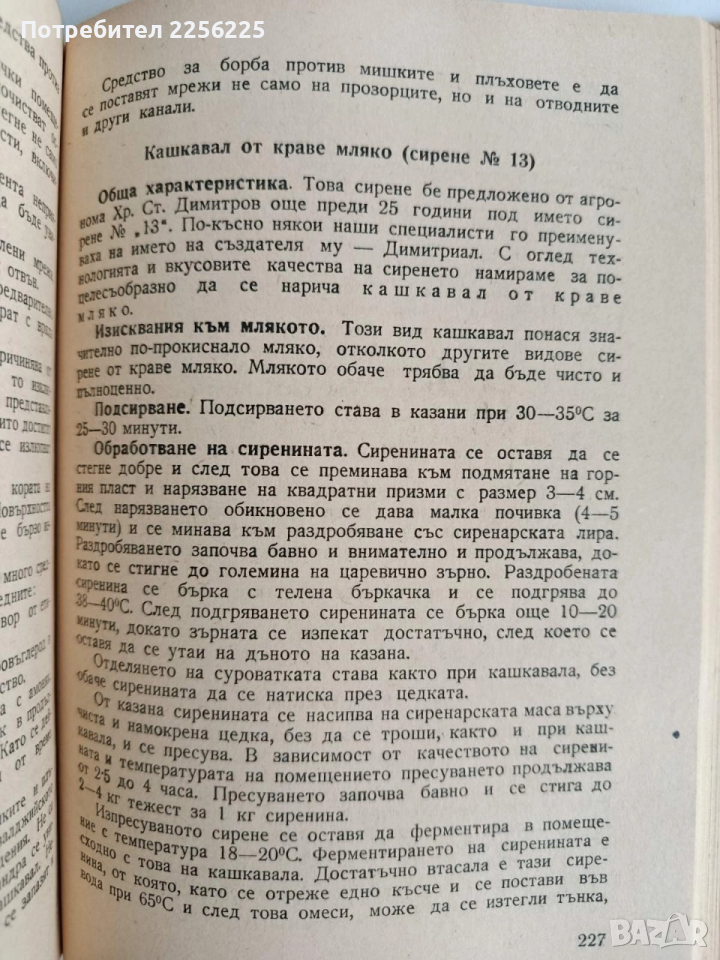 Потребител 2256225
Средство за борба против мишките и плъховете е да
се поставят мрежи не само на прозорците, но и на отводните
и други канали.
Кашкавал от краве мляко (сирене № 13)
Обща характеристика. Това сирене бе предложено от агро-
нома Хр. Ст. Димитров още преди 25 години под името си-
рене № „13“. По-късно някои наши специалисти го преимену-
ваха на името на създателя му — Димитриал. С оглед тех-
нологията и вкусовите качества на сиренето намираме за по-
целесъобразно да се нарича кашкавал от краве
мляко.
Изисквания към млякото. Този вид кашкавал понася зна-
чително по-прокиснало мляко, отколкото другите видове си-
рене от краве мляко. Млякото обаче трябва да бъде чисто и
пълноценно.
Подсирване. Подсирването става в казани при 30—35°С за
25—30 минути.
Обработване на сиренината. Сиренината се оставя да се
стегне добре и след това се преминава към подмятане на гор-
ния пласт и нарязване на квадратни призми с размер 3—4 см.
След нарязването обикновено се дава малка почивка (4—5
минути) и се минава към раздробяване със сиренарската лира.
Раздробяването започва бавно и внимателно и продължава, до-
като се стигне до големина на царевично зърно. Раздробената
сиренина се бърка с телена бъркачка и се подгрява до
38—40°С. След подгряването сиренината се бърка още 10—20
минути, докато зърната се изпекат достатъчно, след което се
оставя да се утаи на дъното на казана.
Отделянето на суроватката става както при кашкавала, без
обаче сиренината да се натиска през цедката.
От казана сиренината се насипва на сиренарската маса върху
чиста и намокрена цедка, без да се троши, както и при каш-
кавала, и се пресува. В зависимост от качеството на сирени-
ната и температурата на помещението пресуването продължава
от 2·5 до 4 часа. Пресуването започва бавно и се стига до
2—4 кг тежест за 1 кг сиренина.
Изпресуваното сирене се оставя да ферментира в помеще-
ние с температура 18—20°С. Ферментирането на сиренината е
сходно с това на кашкавала. Достатъчно втасала е тази сире-
нина, от която, като се отреже едно късче и се постави във
вода при 65°С и след това омеси, може да се изтегли тънка,
227
BAZAR